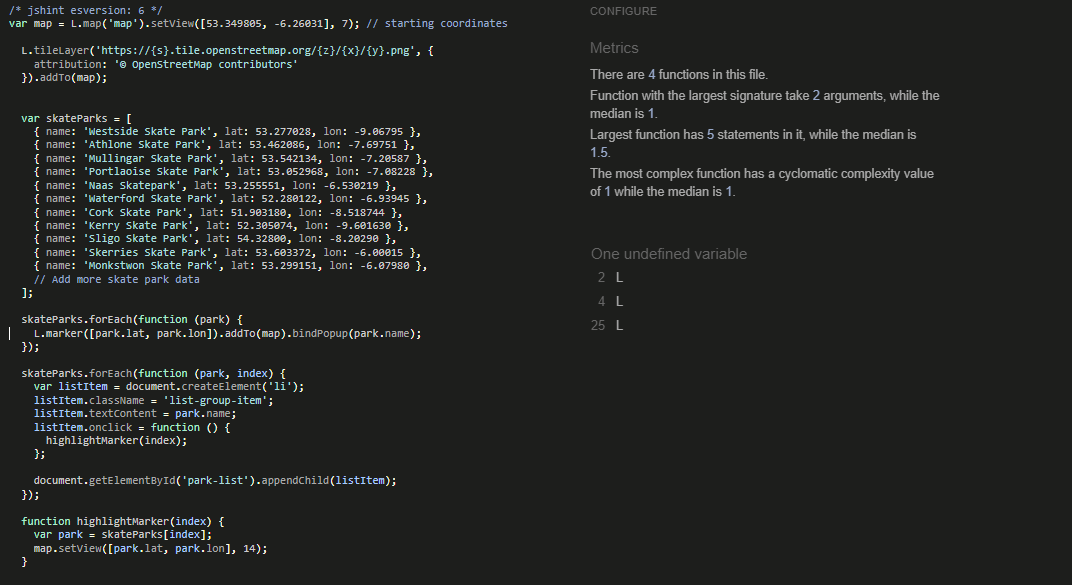 /* jshint esversion: 6 */
var map = L.map('map').setView([53.349805, -6.26031], 7); // starting coordinates
L.tileLayer('https://{s}.tile.openstreetmap.org/{z}/{x}/{y}.png', {
attribution: '© OpenStreetMap contributors'
}).addTo(map);
var skateParks = [
{ name: 'Westside Skate Park', lat: 53.277028, lon: -9.06795 },
{ name: 'Athlone Skate Park', lat: 53.462086, lon: -7.69751 },
{ name: 'Mullingar Skate Park', lat: 53.542134, lon: -7.20587 },
{ name: 'Portlaoise Skate Park', lat: 53.052968, lon: -7.08228 },
{ name: 'Naas Skatepark', lat: 53.255551, lon: -6.530219 },
{ name: 'Waterford Skate Park', lat: 52.280122, lon: -6.93945 },
{ name: 'Cork Skate Park', lat: 51.903180, lon: -8.518744 },
{ name: 'Kerry Skate Park', lat: 52.305074, lon: -9.601630 },
{ name: 'Sligo Skate Park', lat: 54.32800, lon: -8.20290 },
{ name: 'Skerries Skate Park', lat: 53.603372, lon: -6.00015 },
{ name: 'Monkstwon Skate Park', lat: 53.299151, lon: -6.07980 },
// Add more skate park data
];
skateParks.forEach(function (park) {
L.marker([park.lat, park.lon]).addTo(map).bindPopup(park.name);
});
skateParks.forEach(function (park, index) {
var listItem = document.createElement('li');
listItem.className = 'list-group-item';
listItem.textContent = park.name;
listItem.onclick = function () {
highlightMarker(index);
};
document.getElementById('park-list').appendChild(listItem);
});
function highlightMarker(index) {
var park = skateParks[index];
map.setView([park.lat, park.lon], 14);
}
CONFIGURE
Metrics
There are 4 functions in this file.
Function with the largest signature take 2 arguments, while the
median is 1.
Largest function has 5 statements in it, while the median is
1.5.
The most complex function has a cyclomatic complexity value
of 1 while the median is 1.
One undefined variable
2 L
4 L
25 L